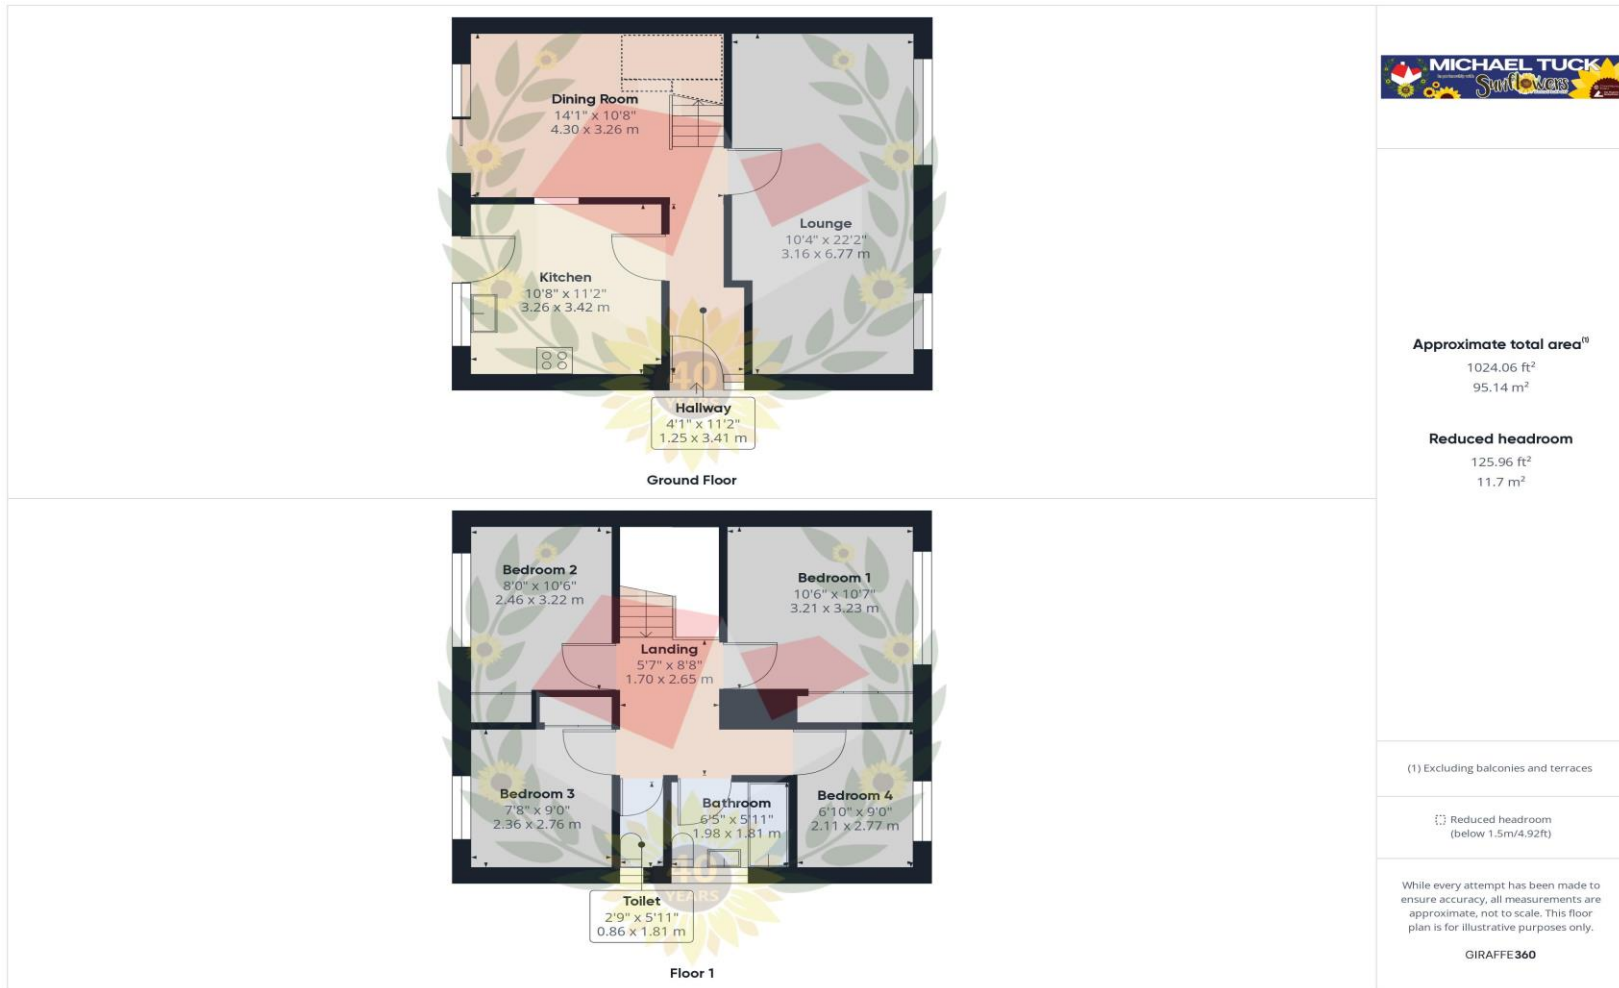 Dining Room
14'1" x 10'8"
4.30 x 3.26 m
Lounge
10'4" x 22'2"
3.16 x 6.77 m
Kitchen
10'8" x 11'2"
3.26 x 3.42 m
40
Hallway
4'1" x 11'2"
1.25 x 3.41 m
Ground Floor
Bedroom 2
8'0" x 10'6"
2.46 x 3.22 m
Bedroom 1
10'6" x 10'7"
3.21 x 3.23 m
Landing
5'7" x 8'8"
1.70 x 2.65 m
Bedroom 3
7'8" x 9'0"
2.36 x 2.76 m
Bathroom
6'5" x 5'11"
1.98 x 1.81 m
Bedroom 4
6'10" x 9'0"
2.11 x 2.77 m
40
YEARS
Toilet
2'9" x 5'11"
0.86 x 1.81 m
Floor 1
MICHAEL TUCK
Sunflowers
Approximate total area(1)
1024.06 ft²
95.14 m²
Reduced headroom
125.96 ft²
11.7 m²
(1) Excluding balconies and terraces
Reduced headroom
(below 1.5m/4.92ft)
While every attempt has been made to
ensure accuracy, all measurements are
approximate, not to scale. This floor
plan is for illustrative purposes only.
GIRAFFE360